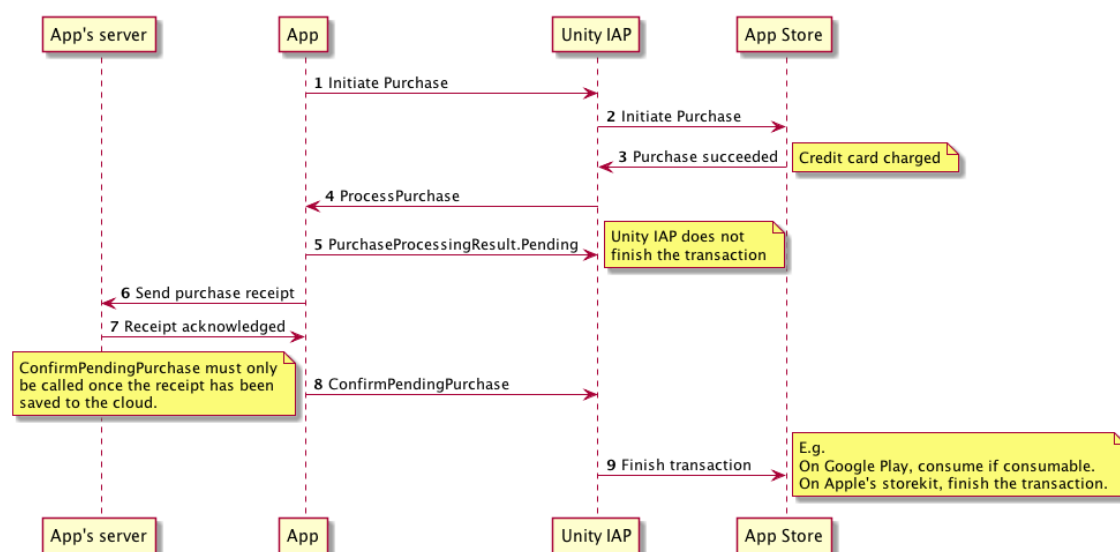 App's server
App
Unity IAP
App Store
1 Initiate Purchase
2 Initiate Purchase
3 Purchase succeeded
Credit card charged
4 ProcessPurchase
5 PurchaseProcessingResult.Pending
Unity IAP does not
finish the transaction
6 Send purchase receipt
7 Receipt acknowledged
ConfirmPendingPurchase must only
be called once the receipt has been
saved to the cloud.
8 ConfirmPendingPurchase
9 Finish transaction
E.g.
On Google Play, consume if consumable.
On Apple's storekit, finish the transaction.
App's server
App
Unity IAP
App Store